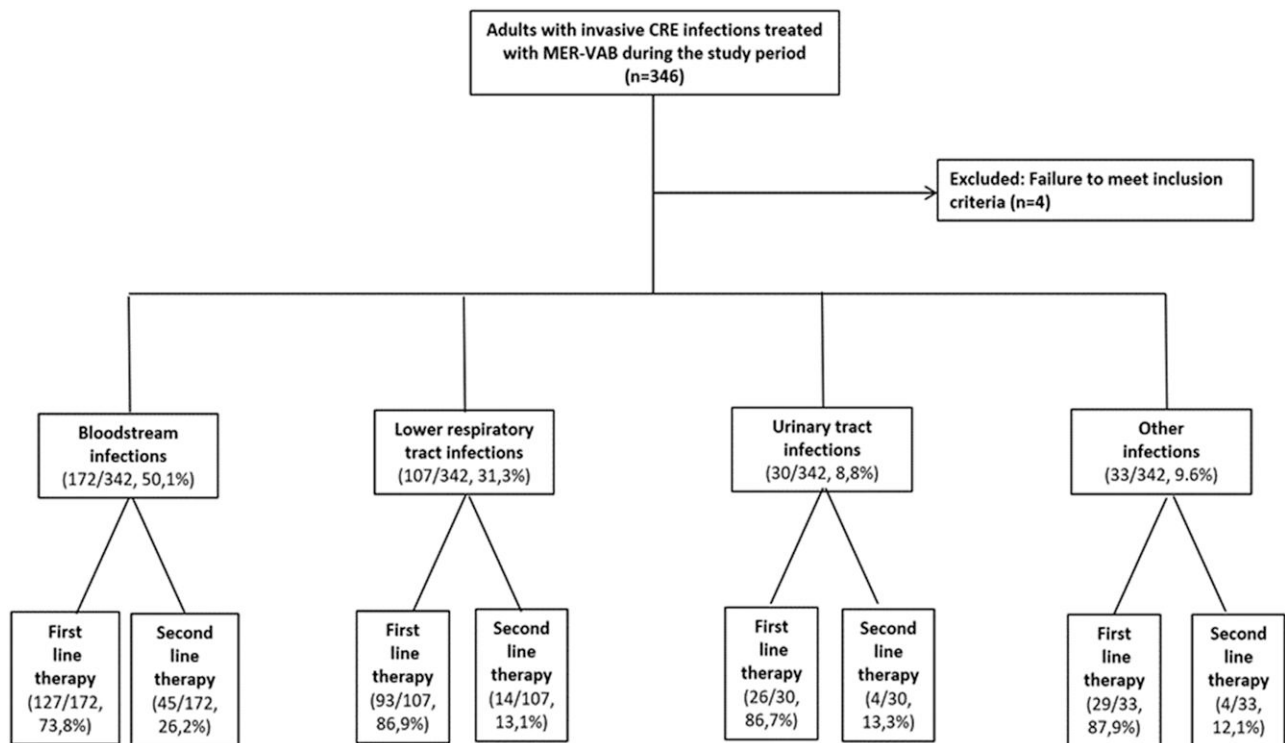 Adults with invasive CRE infections treated
with MER-VAB during the study period
(n=346)
Excluded: Failure to meet inclusion
criteria (n=4)
Bloodstream
infections
(172/342, 50,1%)
Lower respiratory
tract infections
(107/342, 31,3%)
Urinary tract
infections
(30/342, 8,8%)
Other
infections
(33/342, 9.6%)
First
line
therapy
(127/172,
73,8%)
Second
line
therapy
(45/172,
26,2%)
First
line
therapy
(93/107,
86,9%)
Second
line
therapy
(14/107,
13,1%)
First
line
therapy
(26/30,
86,7%)
Second
line
therapy
(4/30,
13,3%)
First
line
therapy
(29/33,
87,9%)
Second
line
therapy
(4/33,
12,1%)